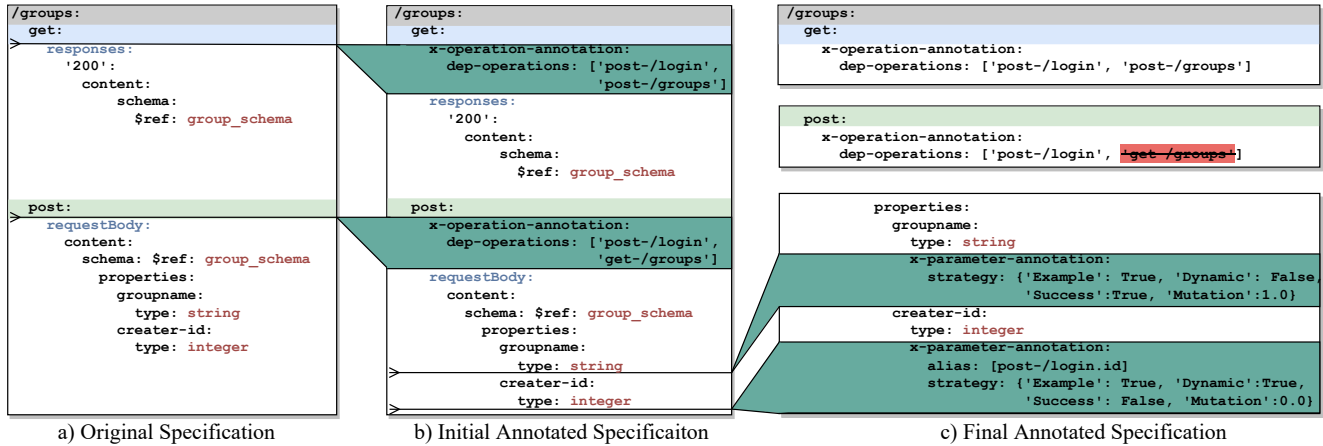 /groups:
get:
responses:
'200':
content:
schema:
$ref: group_schema
post:
requestBody:
content:
schema: $ref: group_schema
properties:
groupname:
type: string
creater-id:
type: integer
a) Original Specification
/groups:
get:
x-operation-annotation:
dep-operations: ['post-/login',
'post-/groups']
responses:
'200':
content:
schema:
$ref: group_schema
post:
x-operation-annotation:
dep-operations: ['post-/login',
'get-/groups']
requestBody:
content:
schema: $ref: group_schema
properties:
groupname:
type: string
creater-id:
type: integer
b) Initial Annotated Specificaiton
/groups:
get:
x-operation-annotation:
dep-operations: ['post-/login', 'post-/groups']
post:
x-operation-annotation:
dep-operations: ['post-/login', 'get-/groups']
properties:
groupname:
type: string
x-parameter-annotation:
strategy: {'Example': True, 'Dynamic': False,
'Success':True, 'Mutation':1.0}
creater-id:
type: integer
x-parameter-annotation:
alias: [post-/login.id]
strategy: {'Example': True, 'Dynamic':True,
'Success': False, 'Mutation':0.0}
c) Final Annotated Specification